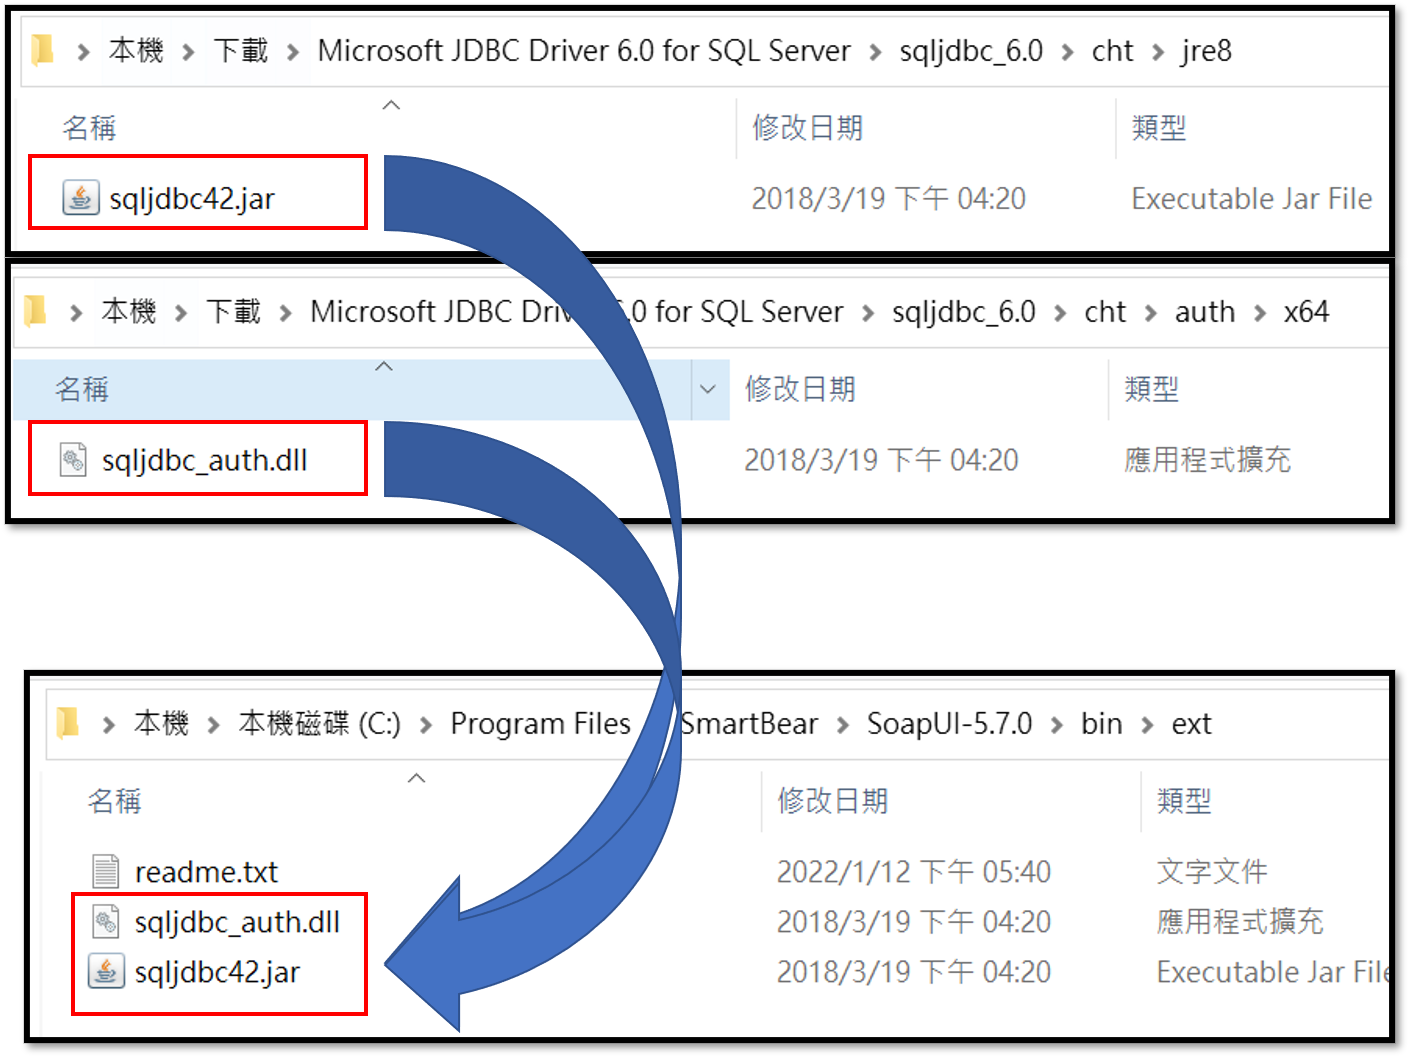 本機 > 下載 > Microsoft JDBC Driver 6.0 for SQL Server > sqljdbc_6.0 > cht > jre8
名稱 修改日期 類型
sqljdbc42.jar 2018/3/19 下午 04:20 Executable Jar File
本機 > 下載 > Microsoft JDBC Driv 6.0 for SQL Server > sqljdbc_6.0 > cht > auth > x64
名稱 修改日期 類型
sqljdbc_auth.dll 2018/3/19 下午 04:20 應用程式擴充
本機 > 本機磁碟 (C:) > Program Files SmartBear > SoapUI-5.7.0 > bin > ext
名稱 修改日期 類型
readme.txt 2022/1/12 下午 05:40 文字文件
sqljdbc_auth.dll 2018/3/19 下午 04:20 應用程式擴充
sqljdbc42.jar 2018/3/19 下午 04:20 Executable Jar File